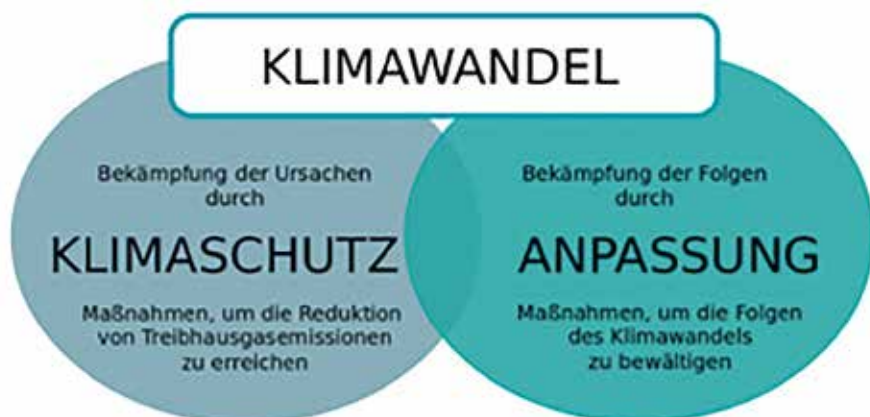 KLIMAWANDEL
Bekämpfung der Ursachen
durch
KLIMASCHUTZ
Maßnahmen, um die Reduktion
von Treibhausgasemissionen
zu erreichen
Bekämpfung der Folgen
durch
ANPASSUNG
Maßnahmen, um die Folgen
des Klimawandels
zu bewältigen